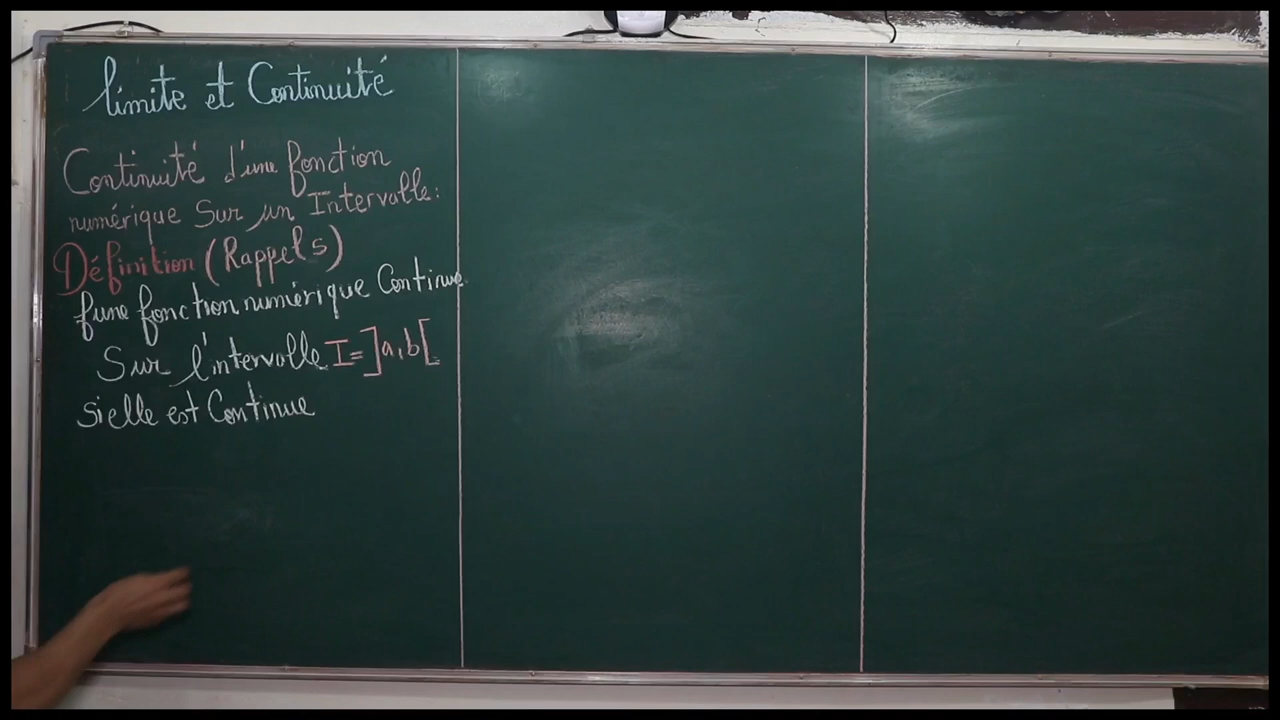 limite et Continuité
Continuité d'une fonction
numérique Sur un Intervalle:
Définition (Rappels)
f une fonction numérique Continue
Sur l'intervalle I=]a,b[
si elle est Continue